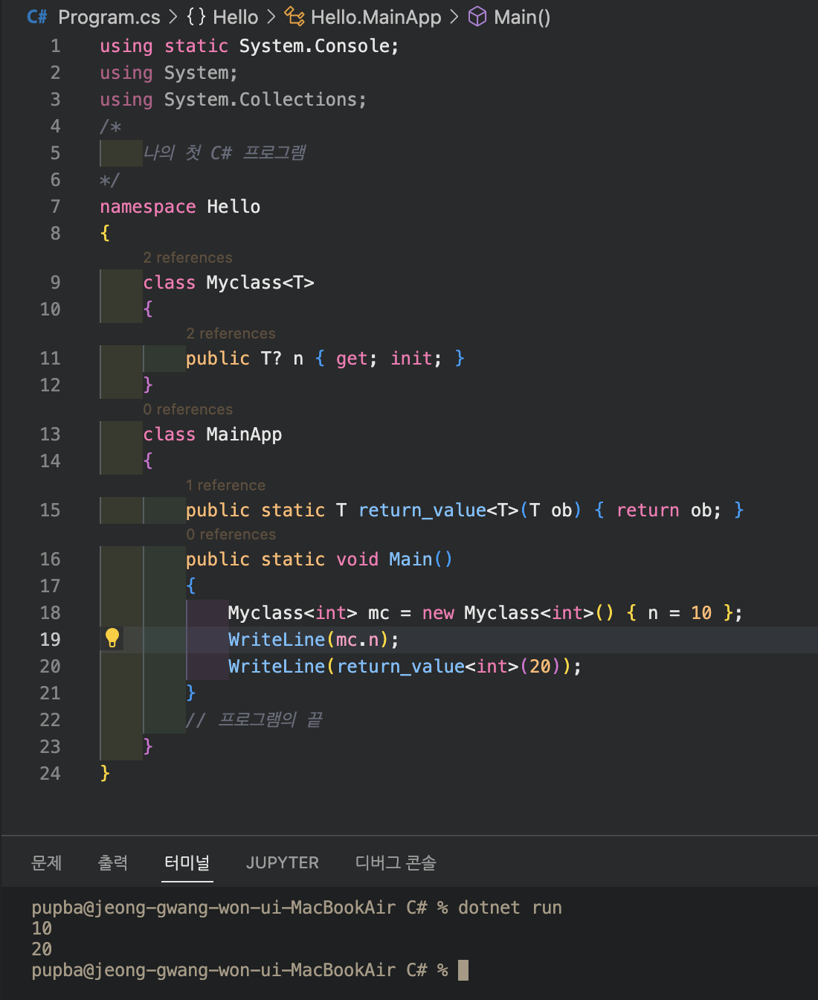 C# Program.cs > {} Hello > Hello.MainApp > Main()
1 using static System.Console;
2 using System;
3 using System.Collections;
4 /*
5 나의 첫 C# 프로그램
6 */
7 namespace Hello
8 {
2 references
9 class Myclass<T>
10 {
2 references
11 public T? n { get; init; }
12 }
0 references
13 class MainApp
14 {
1 reference
15 public static T return_value<T>(T ob) { return ob; }
0 references
16 public static void Main()
17 {
18 Myclass<int> mc = new Myclass<int>() { n = 10 };
19 WriteLine(mc.n);
20 WriteLine(return_value<int>(20));
21 }
22 // 프로그램의 끝
23 }
24 }
문제 출력 터미널 JUPYTER 디버그 콘솔
pupba@jeong-gwang-won-ui-MacBookAir C# % dotnet run
10
20
pupba@jeong-gwang-won-ui-MacBookAir C# %